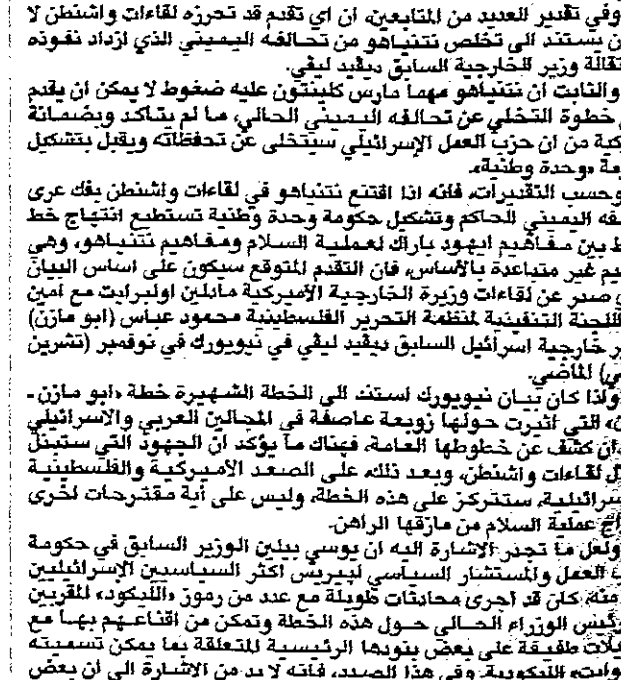 وفي تقدير العديد من المتابعين، ان اي تقدم قد تحرزه لقاءات واشنطن لا
ن يستند الى تخلص نتنياهو من تحالفه اليميني الذي ازداد نفوذه
تقالة وزير الخارجية السابق ديفيد ليفي.
والثابت ان نتنياهو مهما مارس كلينتون عليه ضغوط لا يمكن ان يقدم
خطوة التخلي عن تحالفه اليميني الحالي، ما لم يتاكد وبضمانة
كية من ان حزب العمل الإسرائيلي سيتخلى عن تحفظاته ويقبل بتشكيل
مة «وحدة وطنية».
وحسب التقديرات، فانه اذا اقتنع نتنياهو في لقاءات واشنطن بفك عرى
فه اليميني الحاكم وتشكيل حكومة وحدة وطنية تستطيع انتهاج خط
ط بين مفاهيم ايهود باراك لعملية السلام ومفاهيم نتنياهو، وهي
يم غير متباعدة بالأساس، فان التقدم المتوقع سيكون على اساس البيان
ي صدر عن لقاءات وزيرة الخارجية الأميركية مادلين اولبرايت مع امين
اللجنة التنفيذية لمنظمة التحرير الفلسطينية محمود عباس (ابو مازن)
ير خارجية اسرائيل السابق ديفيد ليفي في نيويورك في نوفمبر (تشرين
ي) الماضي.
واذا كان بيان نيويورك استند الى الخطة الشهيرة خطة «ابو مازن ـ
ن» التي اثيرت حولها زوبعة عاصفة في المجالين العربي والاسرائيلي
ان كشف عن خطوطها العامة، فهناك ما يؤكد ان الجهود التي ستبذل
ل لقاءات واشنطن، وبعد ذلك، على الصعد الأميركية والفلسطينية
سرائيلية، ستتركز على هذه الخطة، وليس على أية مقترحات اخرى
اج عملية السلام من مازقها الراهن.
ولعل ما تجدر الإشارة اليه ان يوسي بيلين الوزير السابق في حكومة
ب العمل والمستشار السياسي لبيريس اكثر السياسيين الإسرائيليين
منه، كان قد اجرى محادثات طويلة مع عدد من رموز «الليكود» المقربين
رئيس الوزراء الحالي حول هذه الخطة وتمكن من اقناعهم بها مع
يلات طفيفة على بعض بنودها الرئيسية المتعلقة بما يمكن تسميته
وابت» الليكودية. وفي هذا الصدد، فانه لا بد من الاشارة الى ان بعض